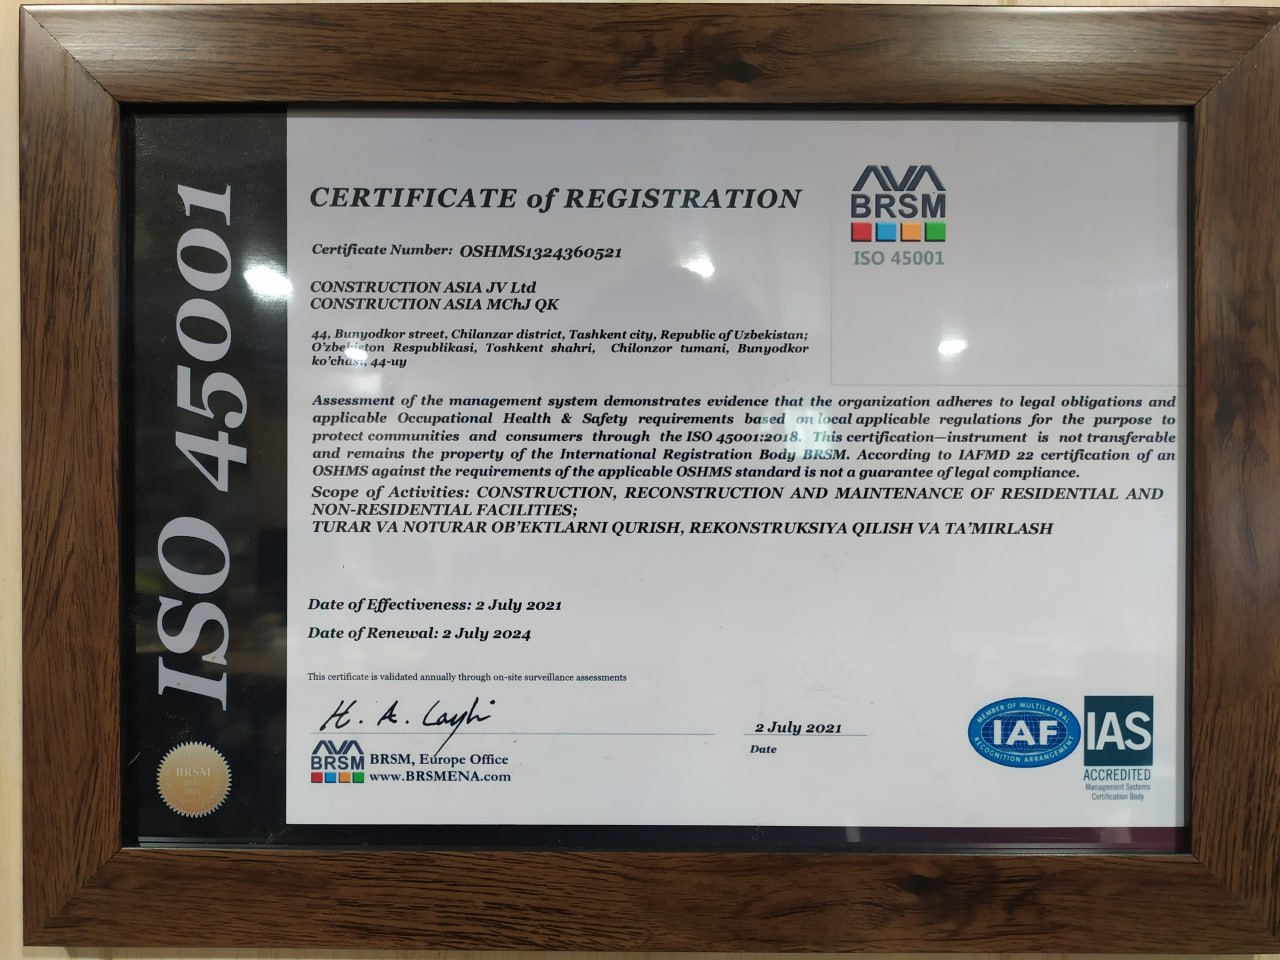 ISO 45001
CERTIFICATE of REGISTRATION
AVA
BRSM
ISO 45001
Certificate Number: OSHMS1324360521
CONSTRUCTION ASIA JV Ltd
CONSTRUCTION ASIA MChJ QK
44, Bunyodkor street, Chilanzar district, Tashkent city, Republic of Uzbekistan;
O'zbekiston Respublikasi, Toshkent shahri, Chilonzor tumani, Bunyodkor
ko'chasi, 44-uy
Assessment of the management system demonstrates evidence that the organization adheres to legal obligations and
applicable Occupational Health & Safety requirements based on local applicable regulations for the purpose to
protect communities and consumers through the ISO 45001:2018. This certification—instrument is not transferable
and remains the property of the International Registration Body BRSM. According to IAFMD 22 certification of an
OSHMS against the requirements of the applicable OSHMS standard is not a guarantee of legal compliance.
Scope of Activities: CONSTRUCTION, RECONSTRUCTION AND MAINTENANCE OF RESIDENTIAL AND
NON-RESIDENTIAL FACILITIES;
TURAR VA NOTURAR OB'EKTLARNI QURISH, REKONSTRUKSIYA QILISH VA TA'MIRLASH
Date of Effectiveness: 2 July 2021
Date of Renewal: 2 July 2024
This certificate is validated annually through on-site surveillance assessments
H. A.
2 July 2021
Date
AVA
BRSM
BRSM, Europe Office
www.BRSMENA.com
BRSM
2021
MEMBER OF MULTILATERAL
IAF
RECOGNITION ARRANGEMENT
IAS
ACCREDITED
Management Systems
Certification Body